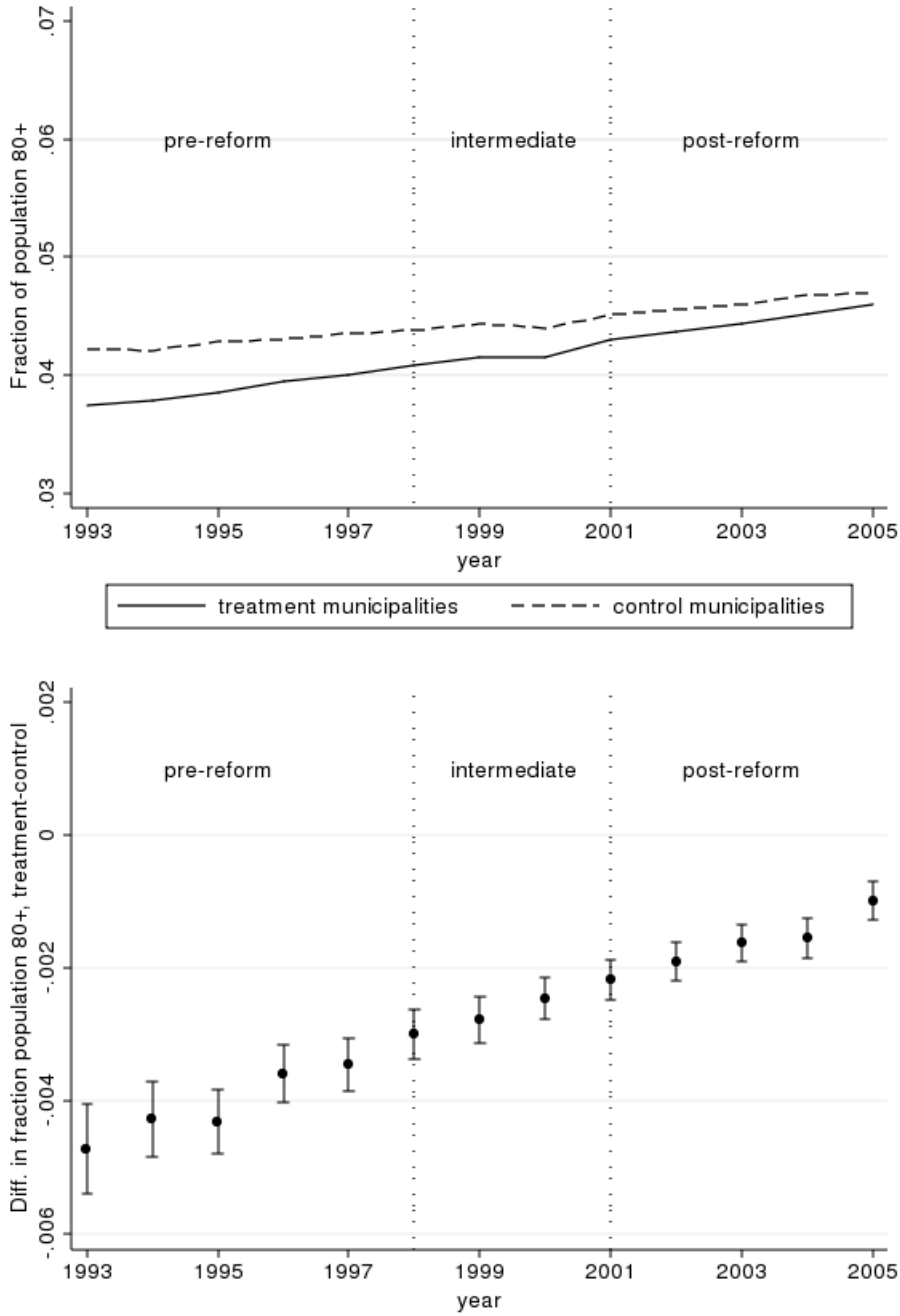 Fraction of population 80+
.07
.06
.05
.04
.03
pre-reform intermediate post-reform
1993 1995 1997 1999 2001 2003 2005
year
treatment municipalities control municipalities
Diff. in fraction population 80+, treatment-control
.002
0
-.002
-.004
-.006
pre-reform intermediate post-reform
1993 1995 1997 1999 2001 2003 2005
year